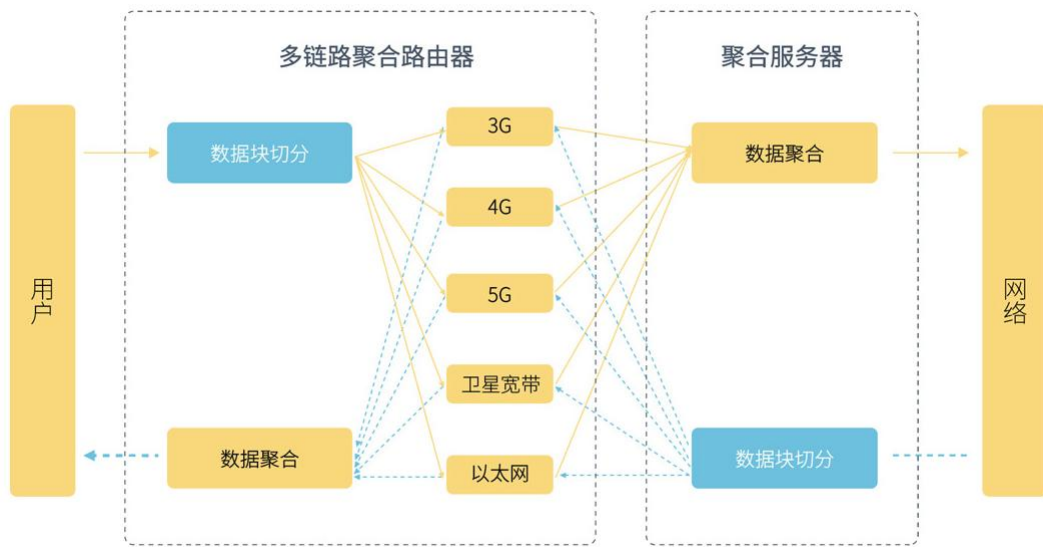 多链路聚合路由器
聚合服务器
用户
数据块切分
3G
4G
5G
卫星宽带
以太网
数据聚合
数据聚合
数据块切分
网络